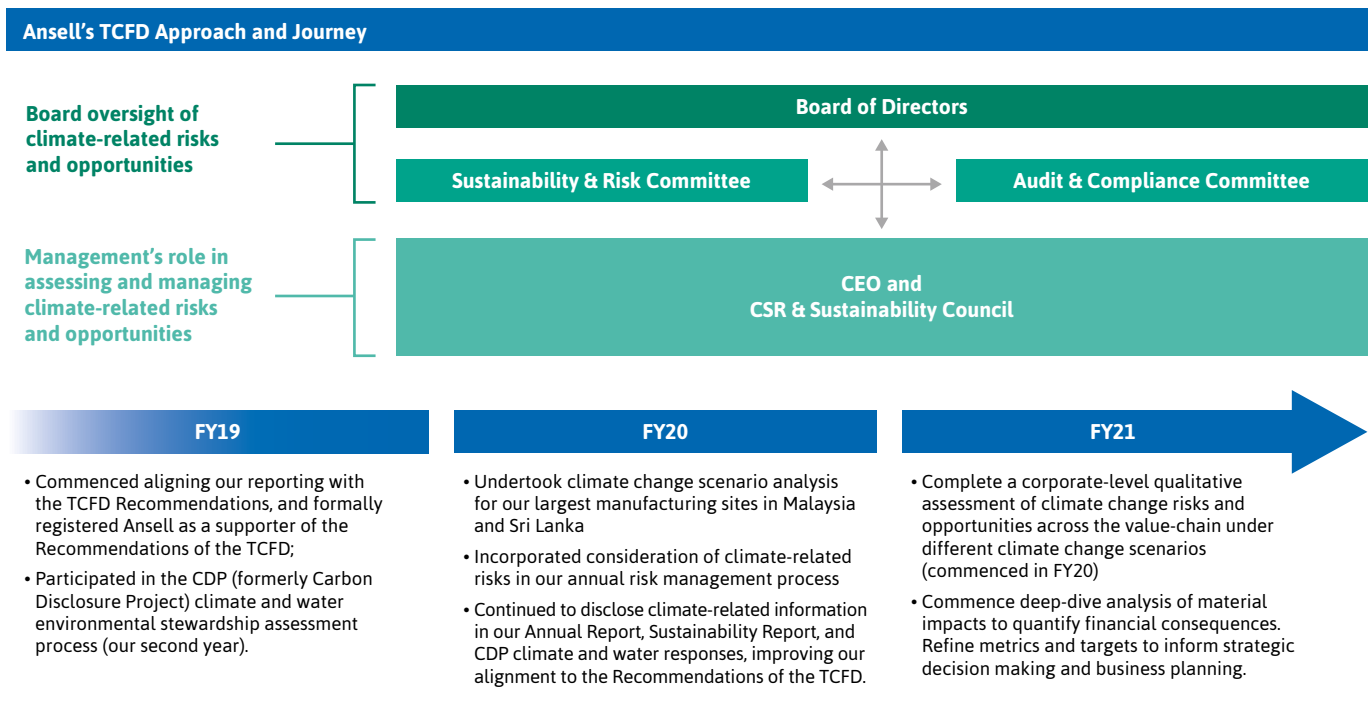 Ansell's TCFD Approach and Journey
Board oversight of
climate-related risks
and opportunities
Board of Directors
Sustainability & Risk Committee
Audit & Compliance Committee
Management's role in
assessing and managing
climate-related risks
and opportunities
CEO and
CSR & Sustainability Council
FY19
• Commenced aligning our reporting with
the TCFD Recommendations, and formally
registered Ansell as a supporter of the
Recommendations of the TCFD;
• Participated in the CDP (formerly Carbon
Disclosure Project) climate and water
environmental stewardship assessment
process (our second year).
FY20
• Undertook climate change scenario analysis
for our largest manufacturing sites in Malaysia
and Sri Lanka
• Incorporated consideration of climate-related
risks in our annual risk management process
• Continued to disclose climate-related information
in our Annual Report, Sustainability Report, and
CDP climate and water responses, improving our
alignment to the Recommendations of the TCFD.
FY21
• Complete a corporate-level qualitative
assessment of climate change risks and
opportunities across the value-chain under
different climate change scenarios
(commenced in FY20)
• Commence deep-dive analysis of material
impacts to quantify financial consequences.
Refine metrics and targets to inform strategic
decision making and business planning.